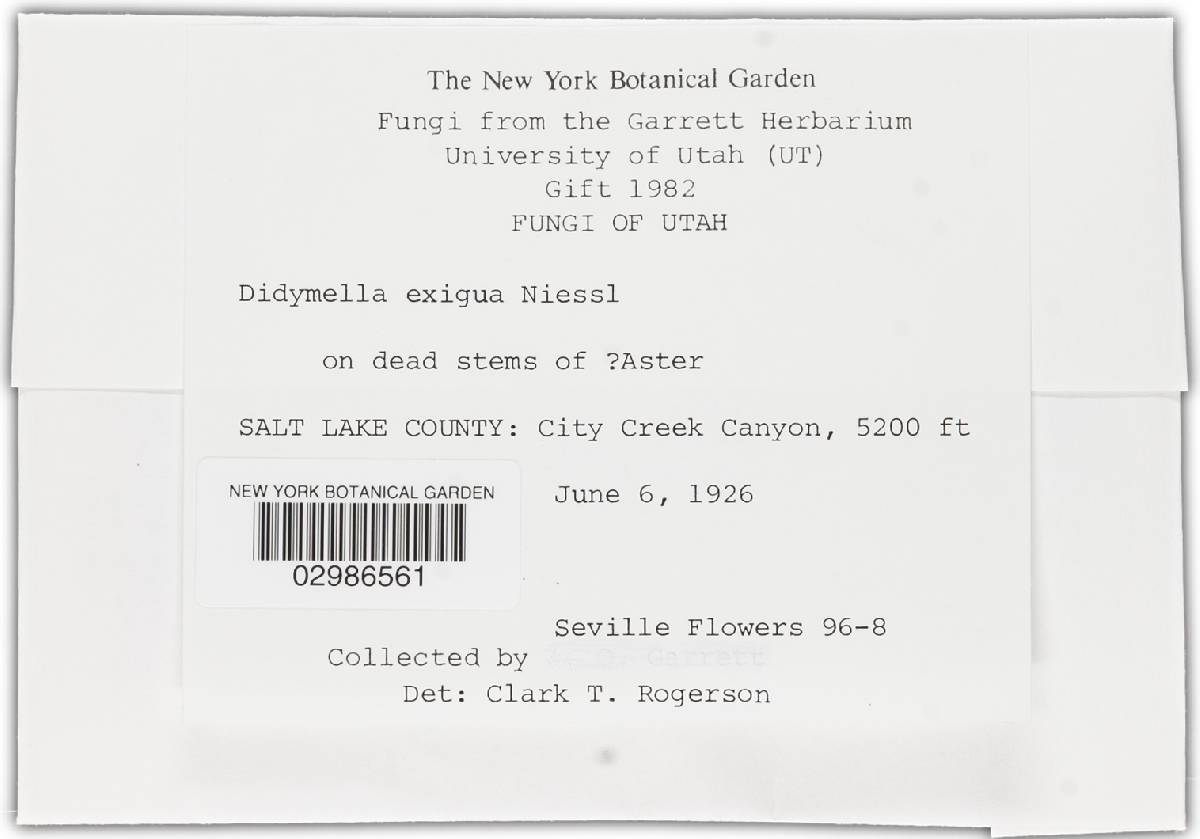 The New York Botanical Garden
Fungi from the Garrett Herbarium
University of Utah (UT)
Gift 1982
FUNGI OF UTAH
Didymella exigua Niessl
on dead stems of ?Aster
SALT LAKE COUNTY: City Creek Canyon, 5200 ft
NEW YORK BOTANICAL GARDEN
02986561
June 6, 1926
Seville Flowers 96-8
Collected by Garrett
Det: Clark T. Rogerson